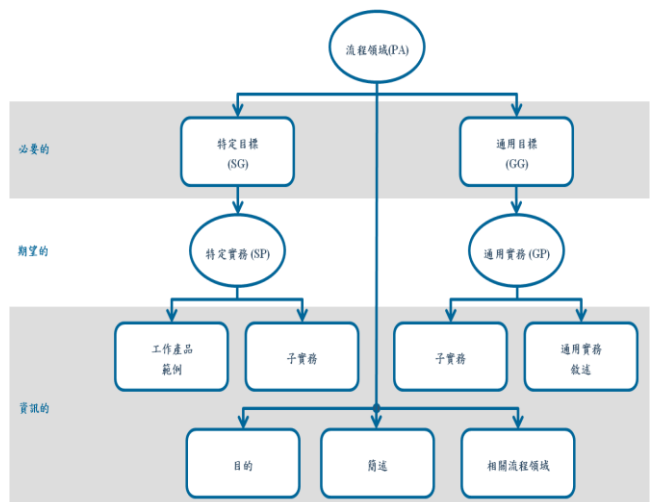 流程領域(PA)
必要的
特定目標
(SG)
通用目標
(GG)
期望的
特定實務(SP)
通用實務(GP)
工作產品
範例
子實務
子實務
通用實務
敘述
資訊的
目的
簡述
相關流程領域